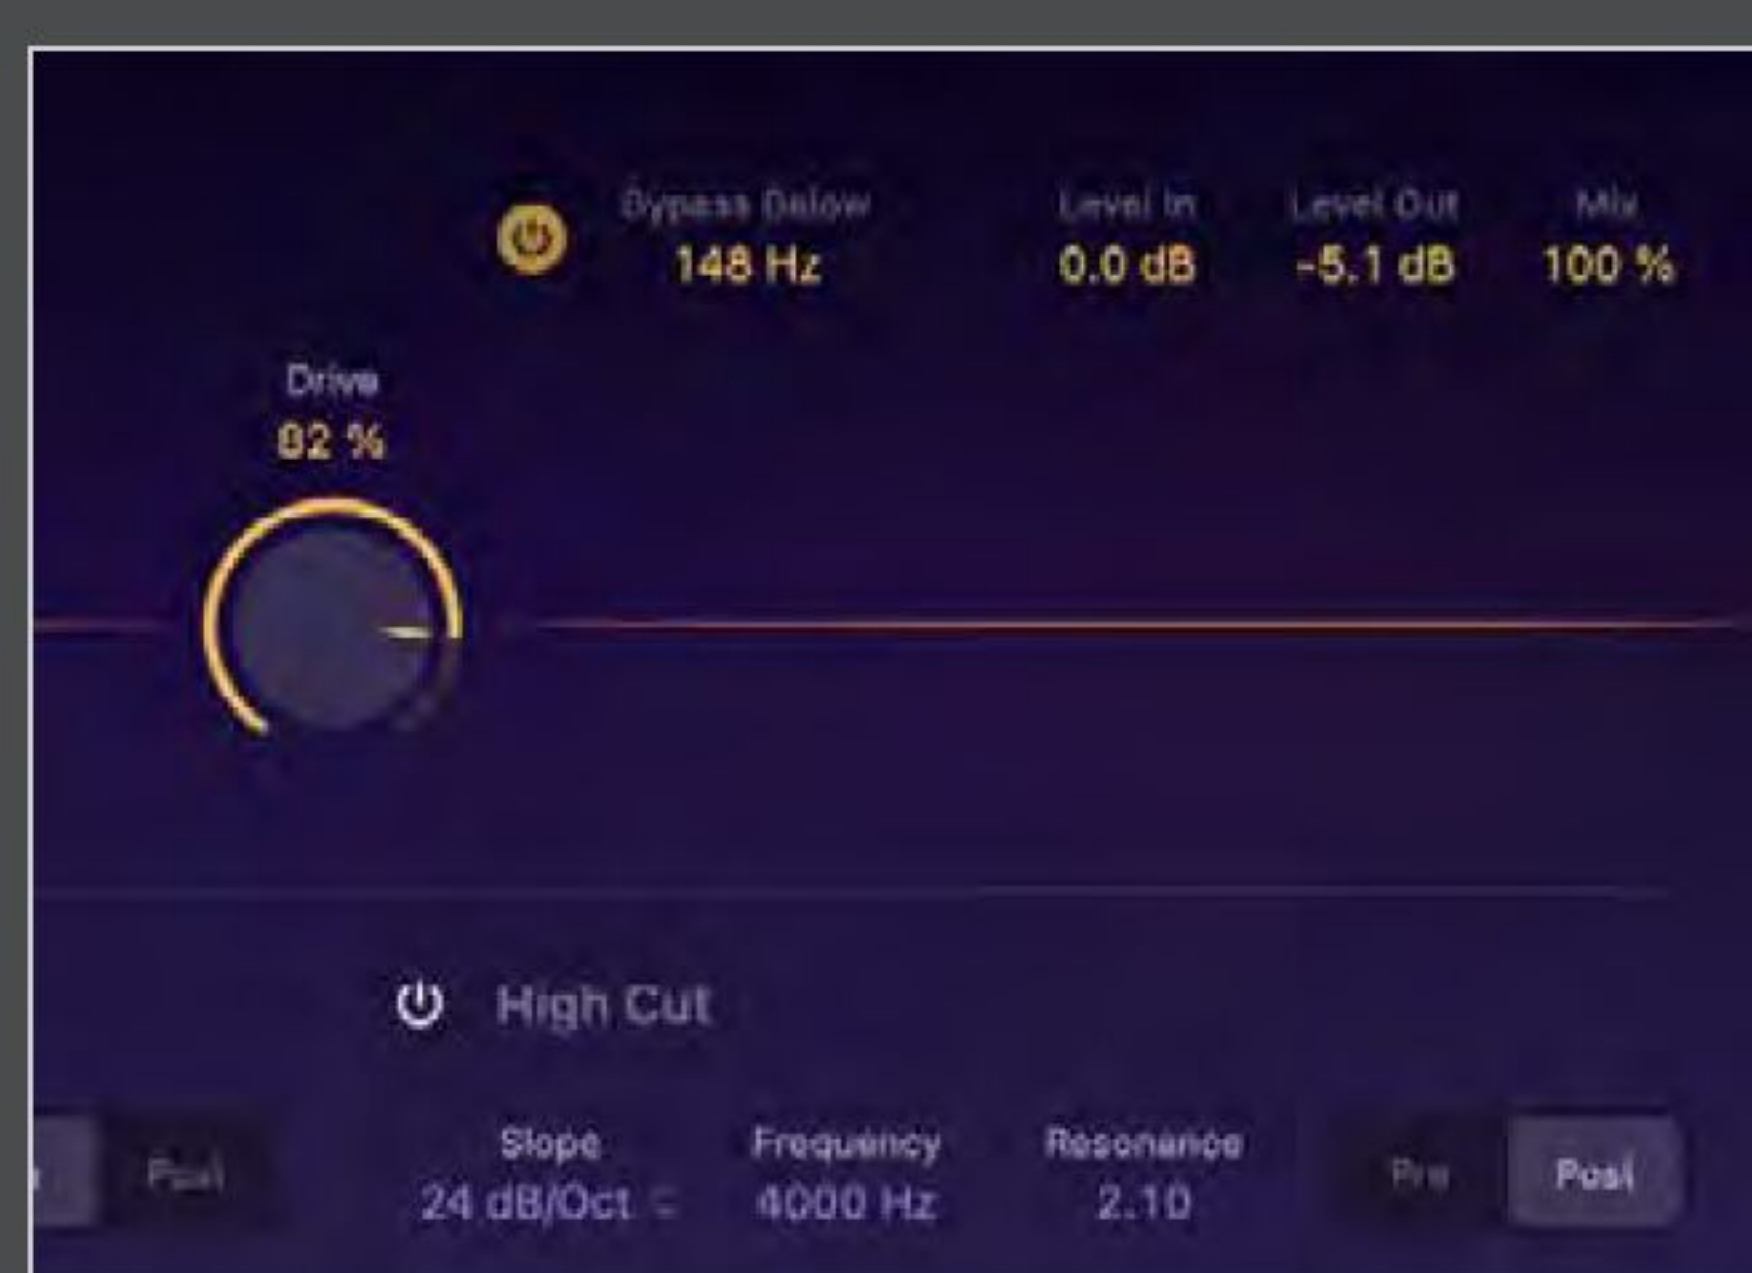 Bypass Below
148 Hz
Level In
0.0 dB
Level Out
-5.1 dB
Mix
100 %
Drive
82 %
High Cut
Post
Slope
24 dB/Oct
Frequency
4000 Hz
Resonance
2.10
Pre
Post